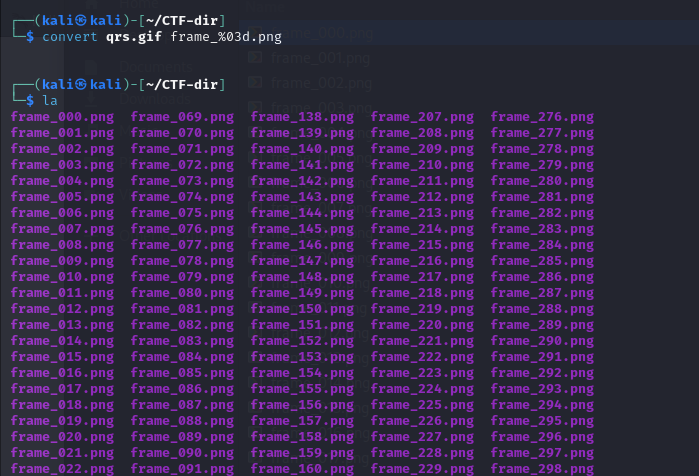 ┌──(kali㉿kali)-[~/CTF-dir]
└─$ convert qrs.gif frame_%03d.png
┌──(kali㉿kali)-[~/CTF-dir]
└─$ la
frame_000.png frame_069.png frame_138.png frame_207.png frame_276.png
frame_001.png frame_070.png frame_139.png frame_208.png frame_277.png
frame_002.png frame_071.png frame_140.png frame_209.png frame_278.png
frame_003.png frame_072.png frame_141.png frame_210.png frame_279.png
frame_004.png frame_073.png frame_142.png frame_211.png frame_280.png
frame_005.png frame_074.png frame_143.png frame_212.png frame_281.png
frame_006.png frame_075.png frame_144.png frame_213.png frame_282.png
frame_007.png frame_076.png frame_145.png frame_214.png frame_283.png
frame_008.png frame_077.png frame_146.png frame_215.png frame_284.png
frame_009.png frame_078.png frame_147.png frame_216.png frame_285.png
frame_010.png frame_079.png frame_148.png frame_217.png frame_286.png
frame_011.png frame_080.png frame_149.png frame_218.png frame_287.png
frame_012.png frame_081.png frame_150.png frame_219.png frame_288.png
frame_013.png frame_082.png frame_151.png frame_220.png frame_289.png
frame_014.png frame_083.png frame_152.png frame_221.png frame_290.png
frame_015.png frame_084.png frame_153.png frame_222.png frame_291.png
frame_016.png frame_085.png frame_154.png frame_223.png frame_292.png
frame_017.png frame_086.png frame_155.png frame_224.png frame_293.png
frame_018.png frame_087.png frame_156.png frame_225.png frame_294.png
frame_019.png frame_088.png frame_157.png frame_226.png frame_295.png
frame_020.png frame_089.png frame_158.png frame_227.png frame_296.png
frame_021.png frame_090.png frame_159.png frame_228.png frame_297.png
frame_022.png frame_091.png frame_160.png frame_229.png frame_298.png